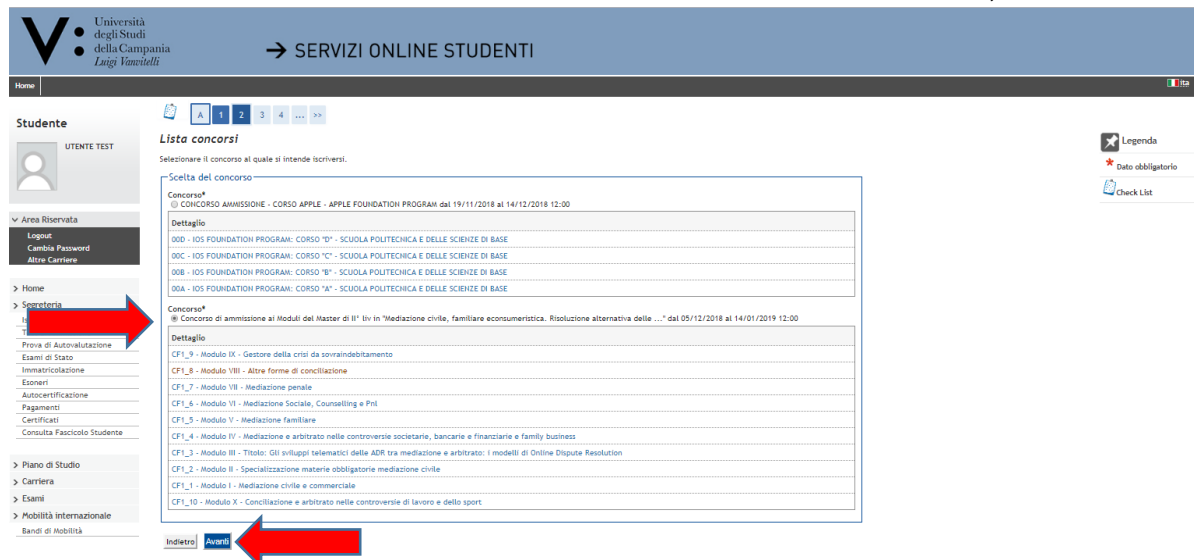 Università
degli Studi
della Campania
Luigi Vanvitelli
→ SERVIZI ONLINE STUDENTI
Home
ita
Studente
UTENTE TEST
Area Riservata
Logout
Cambia Password
Altre Carriere
> Home
> Segreteria
Prova di Autovalutazione
Esami di Stato
Immatricolazione
Esoneri
Autocertificazione
Pagamenti
Certificati
Consulta Fascicolo Studente
> Piano di Studio
> Carriera
> Esami
> Mobilità internazionale
Bandi di Mobilità
A 1 2 3 4 ... >>
Lista concorsi
Selezionare il concorso al quale si intende iscriversi.
Scelta del concorso
Concorso*
CONCORSO AMMISSIONE - CORSO APPLE - APPLE FOUNDATION PROGRAM dal 19/11/2018 al 14/12/2018 12:00
Dettaglio
00D - IOS FOUNDATION PROGRAM: CORSO "D" - SCUOLA POLITECNICA E DELLE SCIENZE DI BASE
00C - IOS FOUNDATION PROGRAM: CORSO "C" - SCUOLA POLITECNICA E DELLE SCIENZE DI BASE
00B - IOS FOUNDATION PROGRAM: CORSO "B" - SCUOLA POLITECNICA E DELLE SCIENZE DI BASE
00A - IOS FOUNDATION PROGRAM: CORSO "A" - SCUOLA POLITECNICA E DELLE SCIENZE DI BASE
Concorso*
Concorso di ammissione ai Moduli del Master di II° liv in "Mediazione civile, familiare econsumeristica. Risoluzione alternativa delle ..." dal 05/12/2018 al 14/01/2019 12:00
Dettaglio
CF1_9 - Modulo IX - Gestore della crisi da sovraindebitamento
CF1_8 - Modulo VIII - Altre forme di conciliazione
CF1_7 - Modulo VII - Mediazione penale
CF1_6 - Modulo VI - Mediazione Sociale, Counselling e Pnl
CF1_5 - Modulo V - Mediazione familiare
CF1_4 - Modulo IV - Mediazione e arbitrato nelle controversie societarie, bancarie e finanziarie e family business
CF1_3 - Modulo III - Titolo: Gli sviluppi telematici delle ADR tra mediazione e arbitrato: i modelli di Online Dispute Resolution
CF1_2 - Modulo II - Specializzazione materie obbligatorie mediazione civile
CF1_1 - Modulo I - Mediazione civile e commerciale
CF1_10 - Modulo X - Conciliazione e arbitrato nelle controversie di lavoro e dello sport
Indietro Avanti
Legenda
* Dato obbligatorio
Check List